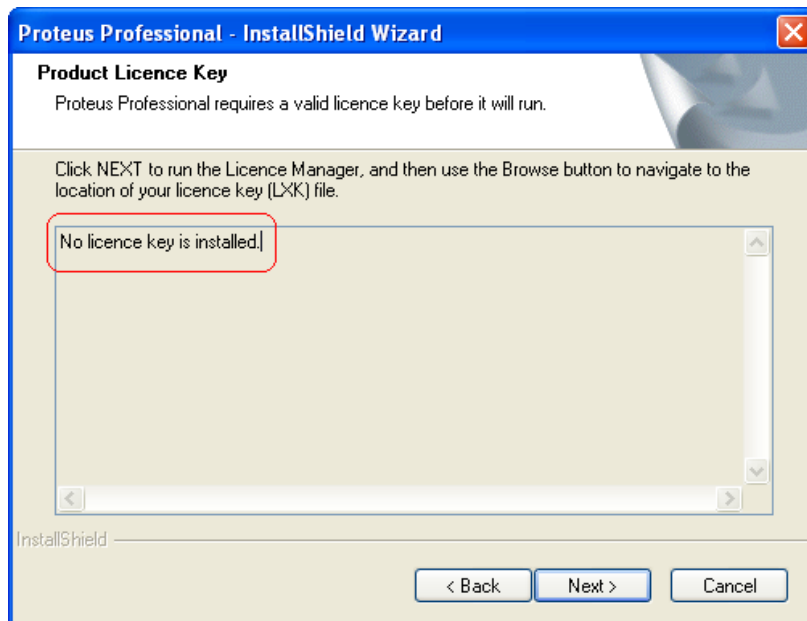 Proteus Professional - InstallShield Wizard
Product Licence Key
Proteus Professional requires a valid licence key before it will run.
Click NEXT to run the Licence Manager, and then use the Browse button to navigate to the
location of your licence key (LXK) file.
No licence key is installed.
InstallShield
< Back
Next >
Cancel